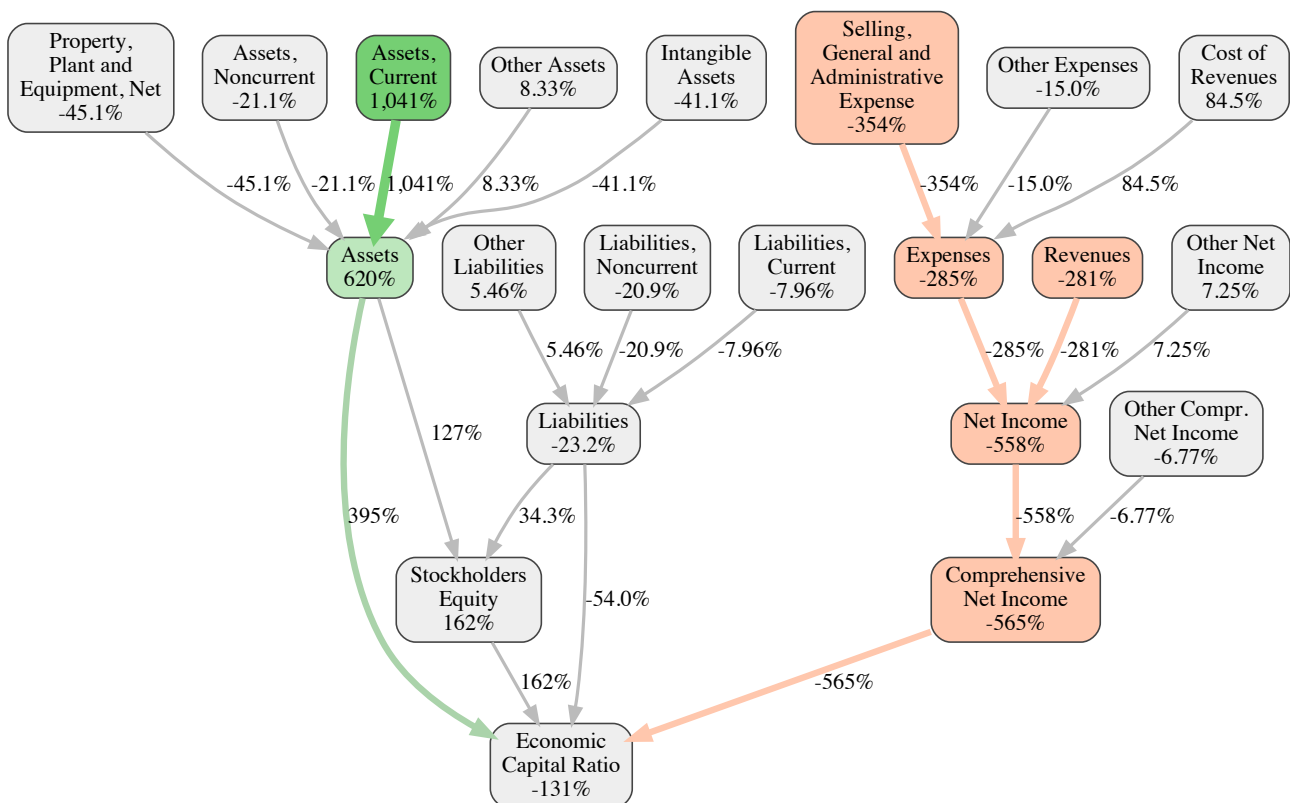 Property,
Plant and
Equipment, Net
-45.1%
Assets,
Noncurrent
-21.1%
Assets,
Current
1,041%
Other Assets
8.33%
Intangible
Assets
-41.1%
Selling,
General and
Administrative
Expense
-354%
Other Expenses
-15.0%
Cost of
Revenues
84.5%
-45.1%
-21.1%
1,041%
8.33%
-41.1%
-354%
-15.0%
84.5%
Assets
620%
Other
Liabilities
5.46%
Liabilities,
Noncurrent
-20.9%
Liabilities,
Current
-7.96%
Expenses
-285%
Revenues
-281%
Other Net
Income
7.25%
5.46%
-20.9%
-7.96%
-285%
-281%
7.25%
127%
Liabilities
-23.2%
Net Income
-558%
Other Compr.
Net Income
-6.77%
395%
34.3%
-558%
-6.77%
Stockholders
Equity
162%
-54.0%
Comprehensive
Net Income
-565%
162%
-565%
Economic
Capital Ratio
-131%